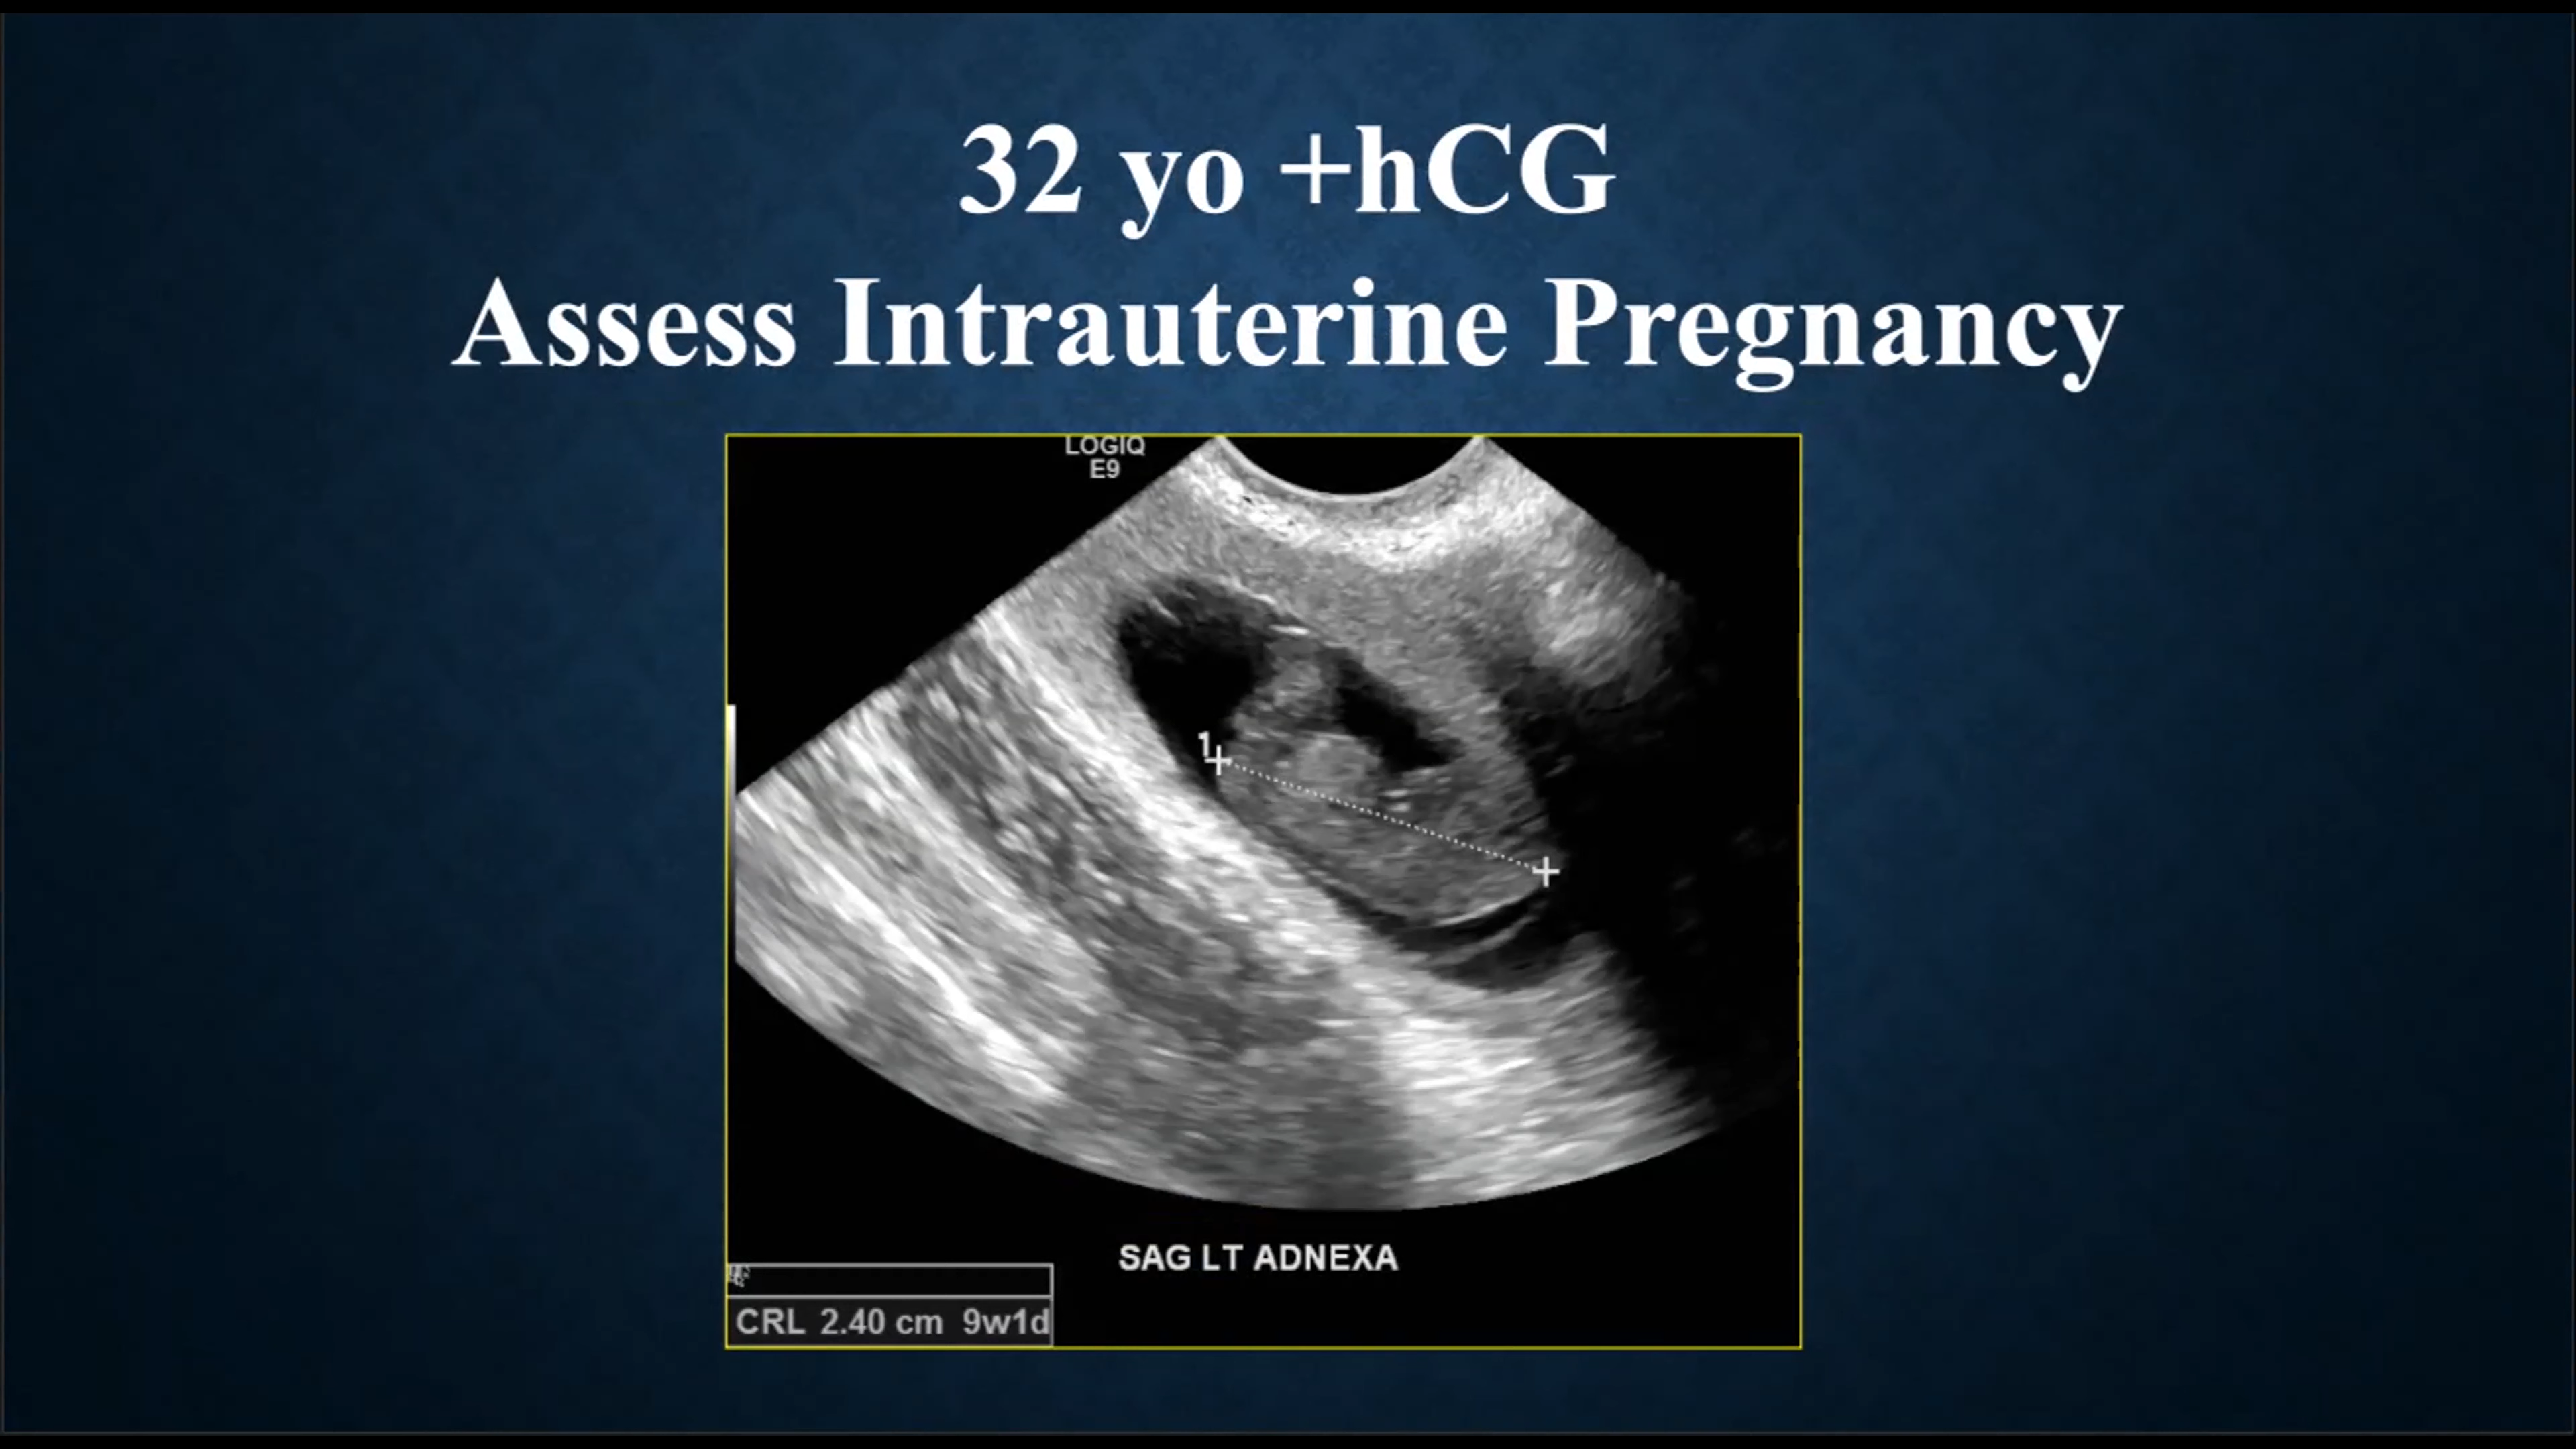 32 yo +hCG
Assess Intrauterine Pregnancy
LOGIQ
E9
1
SAG LT ADNEXA
CRL 2.40 cm 9w1d